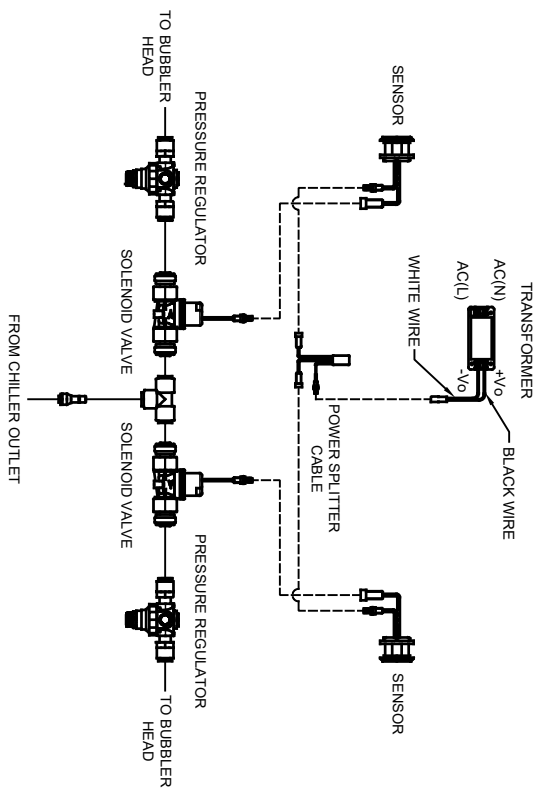 TRANSFORMER
AC(N)
AC(L)
+Vo
-Vo
BLACK WIRE
WHITE WIRE
SENSOR
POWER SPLITTER
CABLE
SENSOR
TO BUBBLER
HEAD
PRESSURE REGULATOR
SOLENOID VALVE
SOLENOID VALVE
PRESSURE REGULATOR
TO BUBBLER
HEAD
FROM CHILLER OUTLET